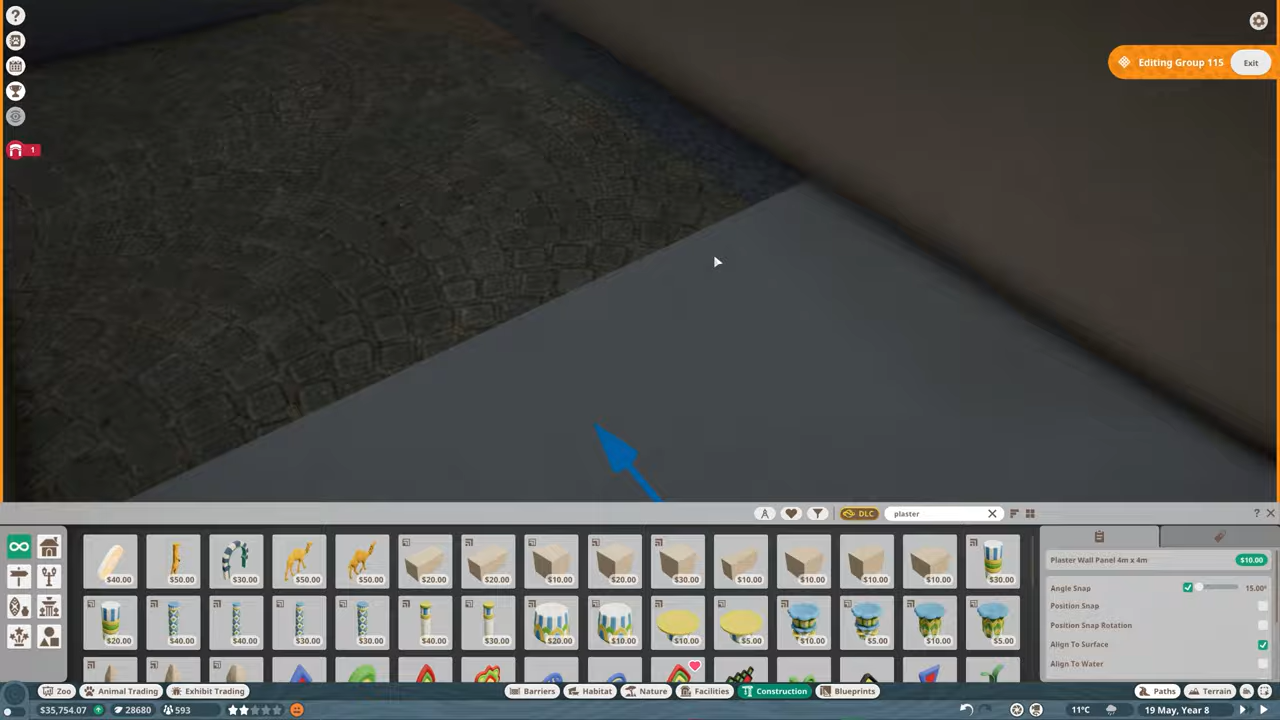 ?
Editing Group 115
Exit
1
DLC
plaster
?
$40.00
$50.00
$30.00
$50.00
$50.00
$20.00
$20.00
$10.00
$20.00
$30.00
$10.00
$10.00
$10.00
$10.00
$30.00
Plaster Wall Panel 4m x 4m
$10.00
Angle Snap
15.00°
Position Snap
Position Snap Rotation
Align To Surface
Align To Water
$20.00
$40.00
$40.00
$30.00
$30.00
$40.00
$30.00
$20.00
$10.00
$10.00
$5.00
$10.00
$5.00
$10.00
$5.00
Zoo
Animal Trading
Exhibit Trading
Barriers
Habitat
Nature
Facilities
Construction
Blueprints
Paths
Terrain
$35,754.07
28680
593
11°C
19 May, Year 8